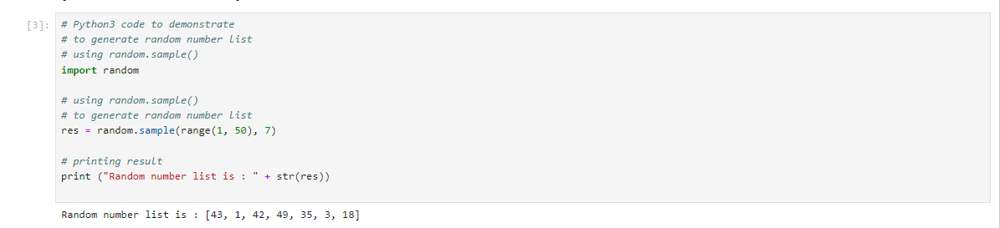 [3]:
# Python3 code to demonstrate
# to generate random number list
# using random.sample()
import random
# using random.sample()
# to generate random number list
res = random.sample(range(1, 50), 7)
# printing result
print ("Random number list is : " + str(res))
Random number list is : [43, 1, 42, 49, 35, 3, 18]